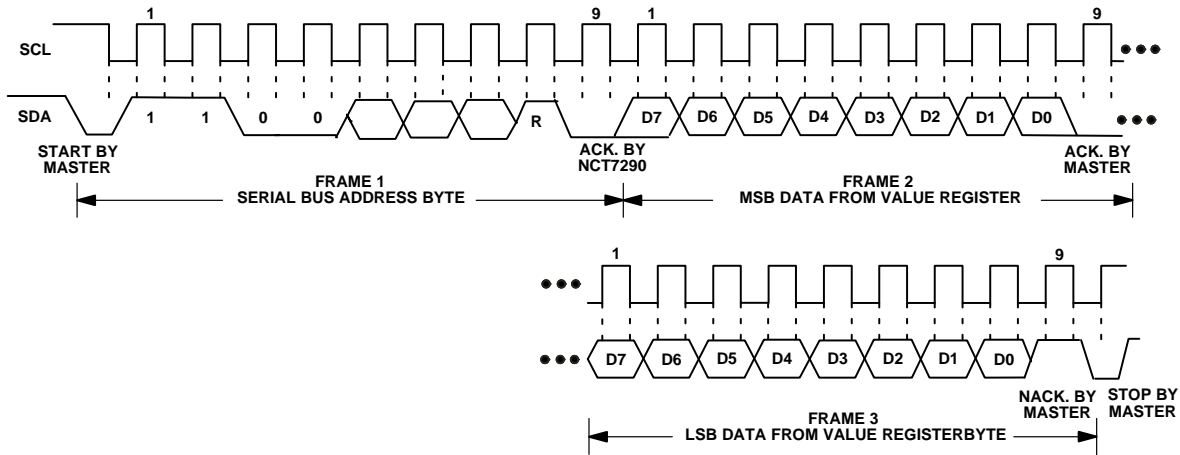 1 9 1 9
SCL
SDA
1 1 0 0 R D7 D6 D5 D4 D3 D2 D1 D0
START BY
MASTER
ACK. BY
NCT7290
ACK. BY
MASTER
FRAME 1
SERIAL BUS ADDRESS BYTE
FRAME 2
MSB DATA FROM VALUE REGISTER
1 9
D7 D6 D5 D4 D3 D2 D1 D0
NACK. BY
MASTER
STOP BY
MASTER
FRAME 3
LSB DATA FROM VALUE REGISTERBYTE